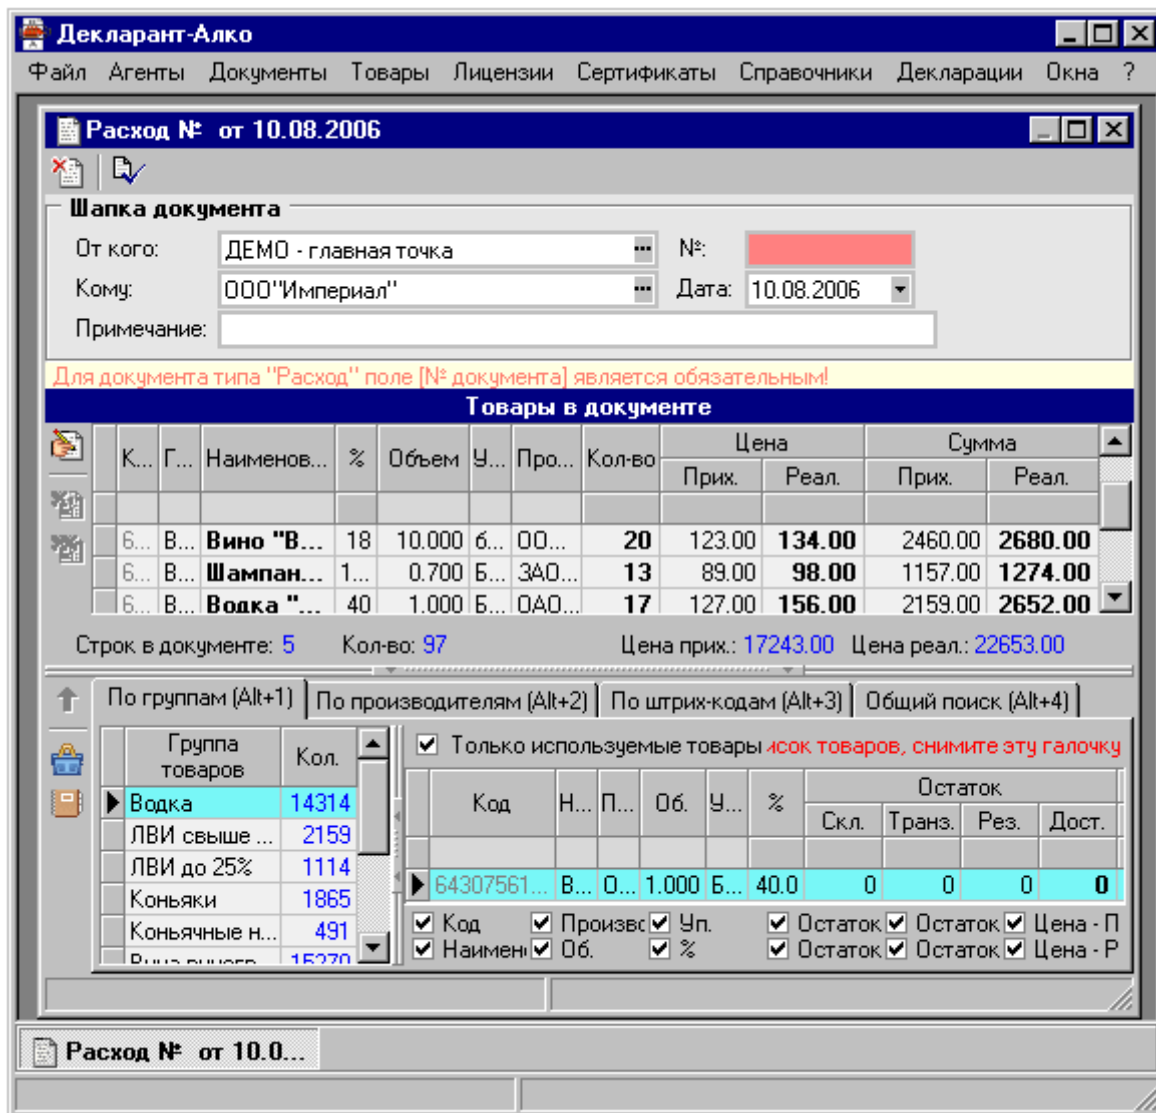 Декларант-Алко
Файл Агенты Документы Товары Лицензии Сертификаты Справочники Декларации Окна ?
Расход № от 10.08.2006
Шапка документа
От кого: ДЕМО - главная точка ... №:
Кому: ООО"Империал" ... Дата: 10.08.2006
Примечание:
Для документа типа "Расход" поле [№ документа] является обязательным!
Товары в документе
К... Г... Наименов... % Объем У... Про... Кол-во Цена Сумма
Прих. Реал. Прих. Реал.
6... В... Вино "В... 18 10.000 б... ОО... 20 123.00 134.00 2460.00 2680.00
6... В... Шампан... 1... 0.700 Б... ЗАО... 13 89.00 98.00 1157.00 1274.00
6... В... Водка "... 40 1.000 Б... ОАО... 17 127.00 156.00 2159.00 2652.00
Строк в документе: 5 Кол-во: 97 Цена прих.: 17243.00 Цена реал.: 22653.00
По группам (Alt+1) По производителям (Alt+2) По штрих-кодам (Alt+3) Общий поиск (Alt+4)
Группа товаров Кол.
Водка 14314
ЛВИ свыше ... 2159
ЛВИ до 25% 1114
Коньяки 1865
Коньячные н... 491
15270
Только используемые товары исок товаров, снимите эту галочку
Код Н... П... Об. У... % Остаток
Скл. Транз. Рез. Дост.
64307561... В... О... 1.000 Б... 40.0 0 0 0 0
Код Произвс Уп. Остаток Остаток Цена - П
Наимен Об. % Остаток Остаток Цена - Р
Расход № от 10.0...